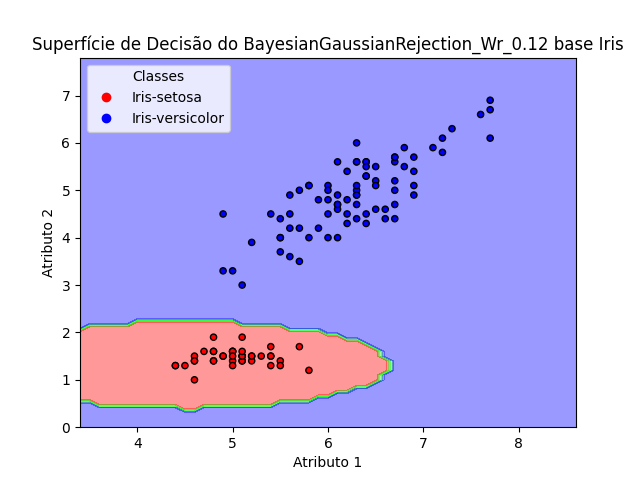 Superfície de Decisão do BayesianGaussianRejection_Wr_0.12 base Iris
Classes
Iris-setosa
Iris-versicolor
7
6
5
4
3
2
1
0
Atributo 2
4 5 6 7 8
Atributo 1